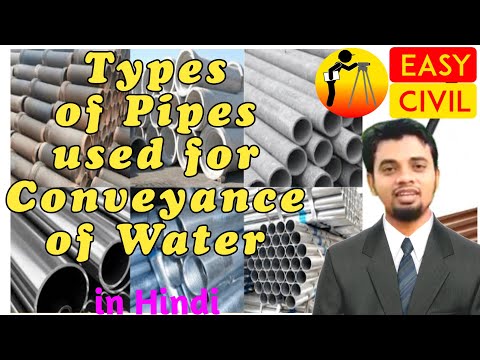 Types
of Pipes
used for
Conveyance
of Water
in Hindi
EASY
CIVIL